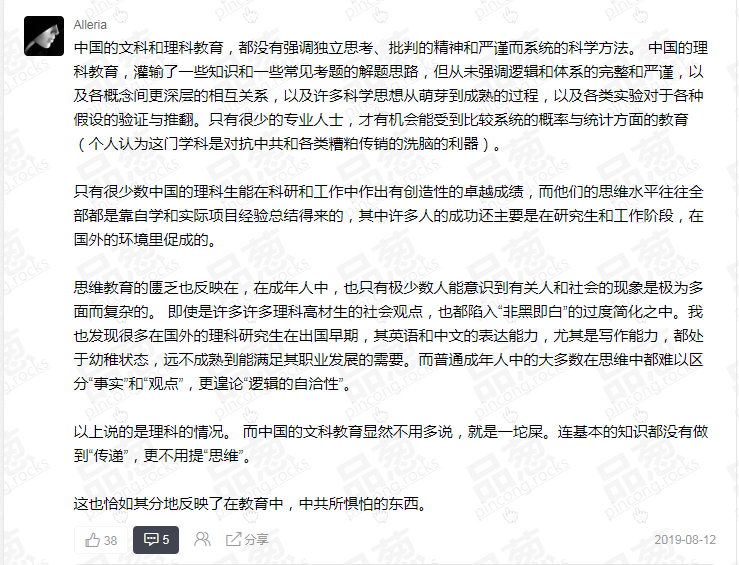 Alleria
中国的文科和理科教育，都没有强调独立思考、批判的精神和严谨而系统的科学方法。 中国的理
科教育，灌输了一些知识和一些常见考题的解题思路，但从未强调逻辑和体系的完整和严谨，以
及各概念间更深层的相互关系，以及许多科学思想从萌芽到成熟的过程，以及各类实验对于各种
假设的验证与推翻。只有很少的专业人士，才有机会能受到比较系统的概率与统计方面的教育
（个人认为这门学科是对抗中共和各类糟粕传销的洗脑的利器）。
只有很少数中国的理科生能在科研和工作中作出有创造性的卓越成绩，而他们的思维水平往往全
部都是靠自学和实际项目经验总结得来的，其中许多人的成功还主要是在研究生和工作阶段，在
国外的环境里促成的。
思维教育的匮乏也反映在，在成年人中，也只有极少数人能意识到有关人和社会的现象是极为多
面而复杂的。 即使是许多许多理科高材生的社会观点，也都陷入“非黑即白”的过度简化之中。我
也发现很多在国外的理科研究生在出国早期，其英语和中文的表达能力，尤其是写作能力，都处
于幼稚状态，远不成熟到能满足其职业发展的需要。而普通成年人中的大多数在思维中都难以区
分“事实”和“观点”，更遑论“逻辑的自洽性”。
以上说的是理科的情况。 而中国的文科教育显然不用多说，就是一坨屎。连基本的知识都没有做
到“传递”，更不用提“思维”。
这也恰如其分地反映了在教育中，中共所惧怕的东西。
38 5 分享 2019-08-12
品葱
pincong.rocks